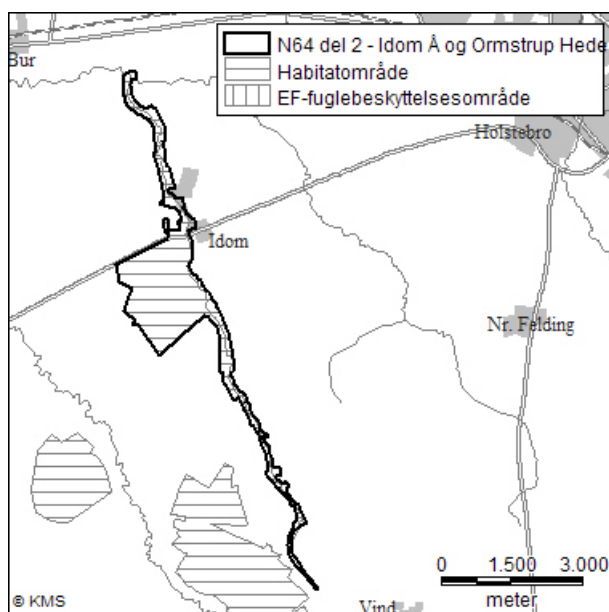 Bur
N64 del 2 - Idom Å og Ormstrup Hede
Habitatområde
EF-fuglebeskyttelsesområde
Holstebro
Idom
Nr. Felding
0 1.500 3.000
meter
© KMS
Vind